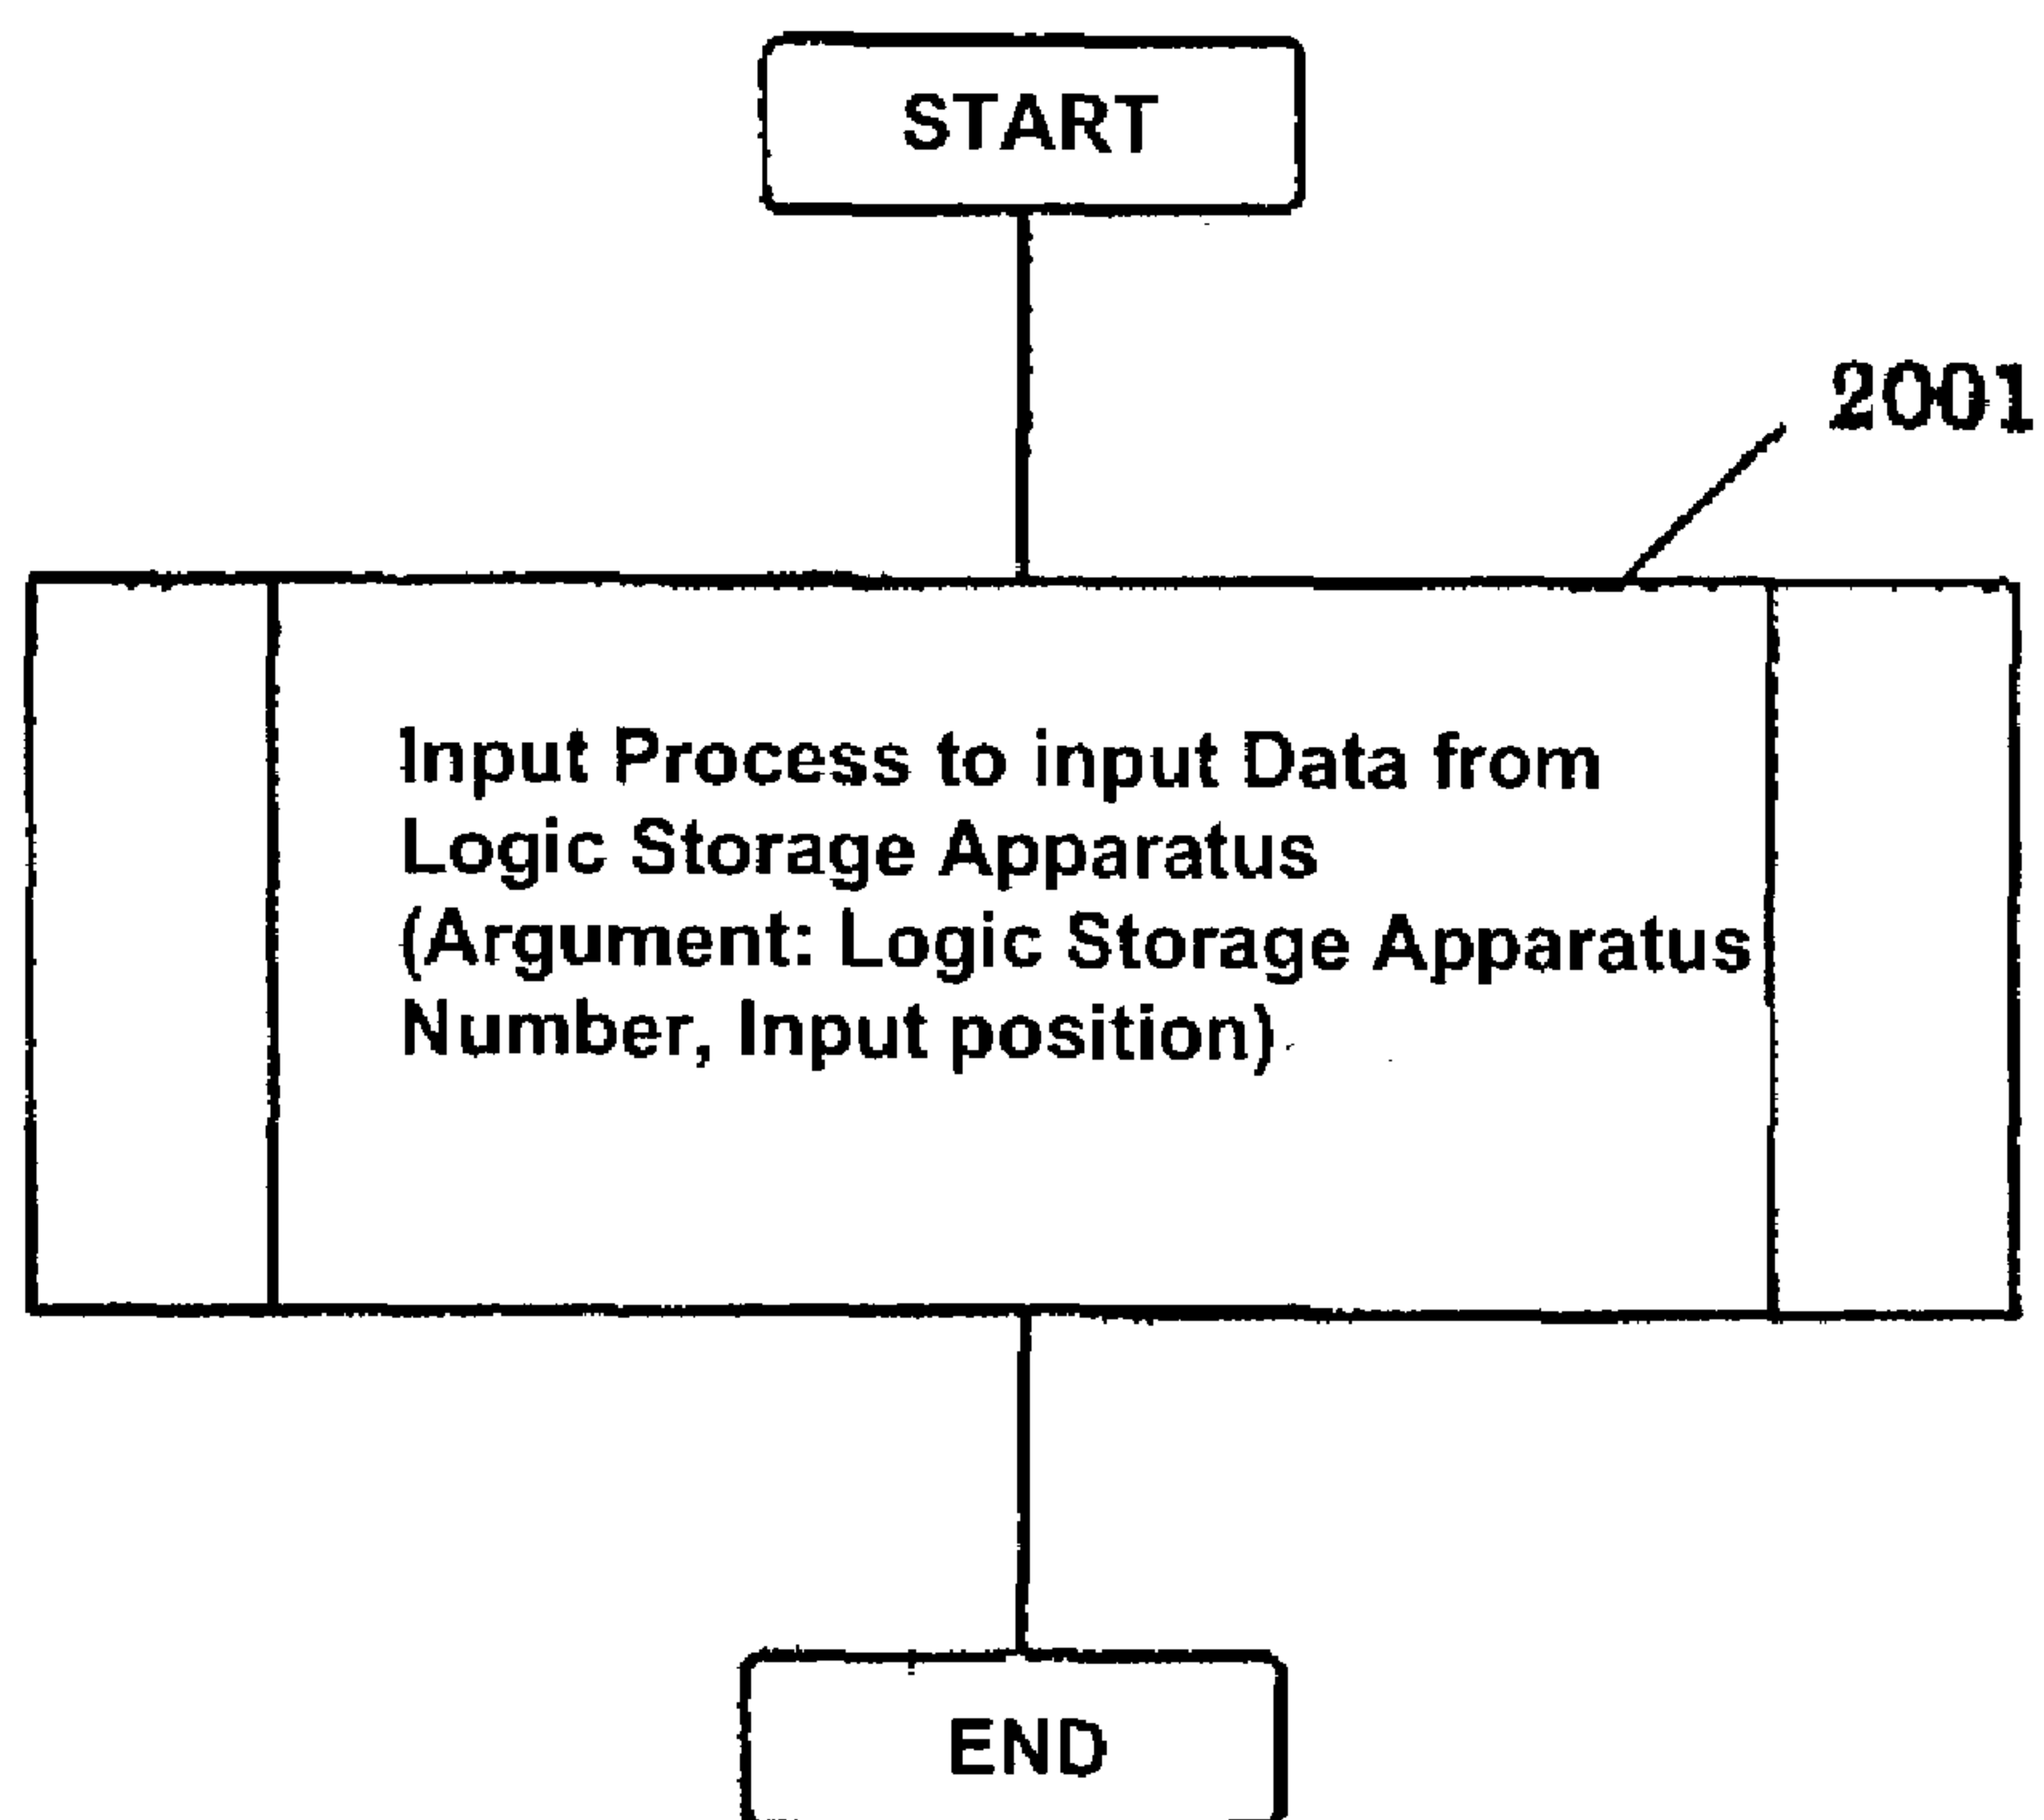 START
2001
Input Process to input Data from
Logic Storage Apparatus
(Argument: Logic Storage Apparatus
Number, Input position)
END